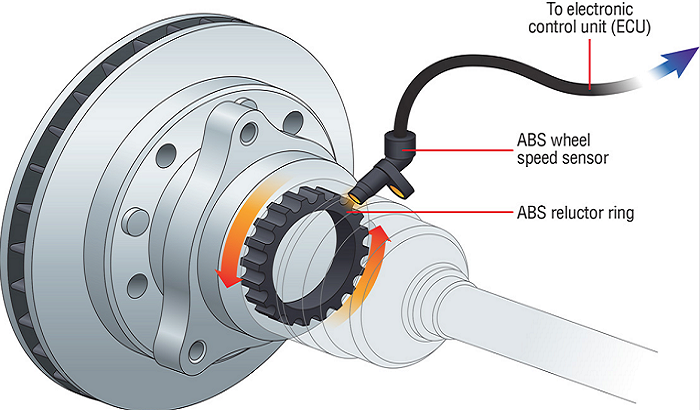 To electronic
control unit (ECU)
ABS wheel
speed sensor
ABS reluctor ring